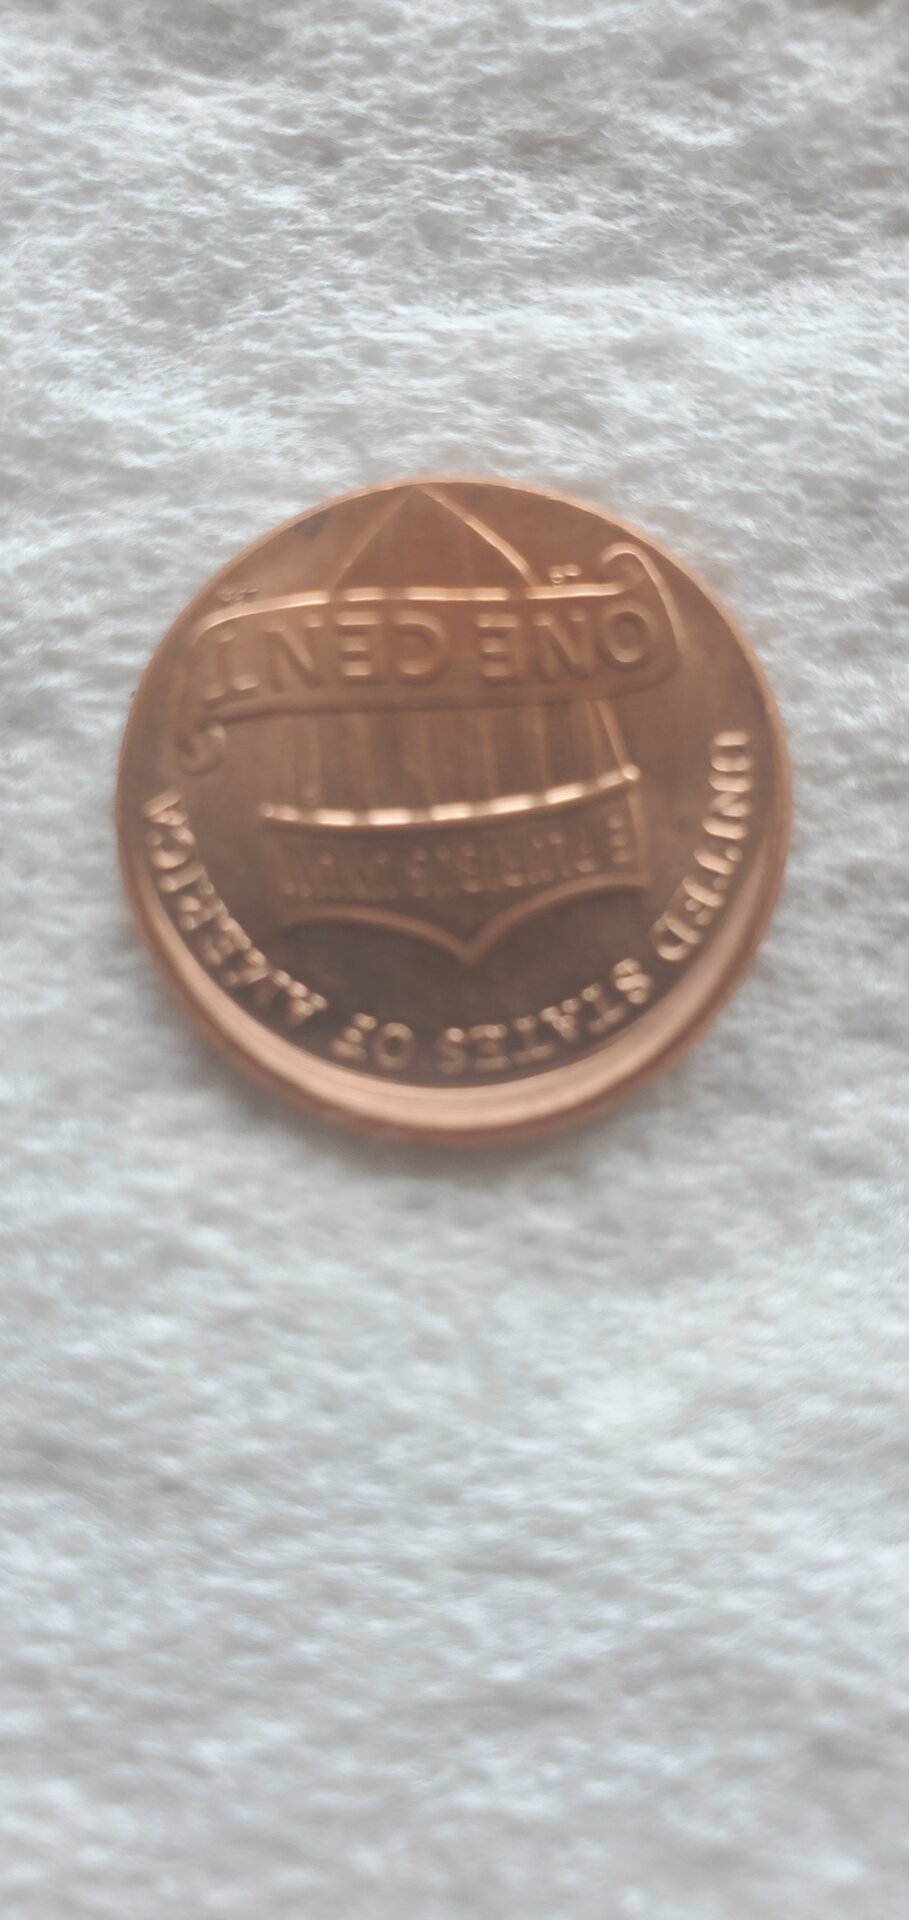 UNITED STATES OF AMERICA
E PLURIBUS UNUM
ONE CENT